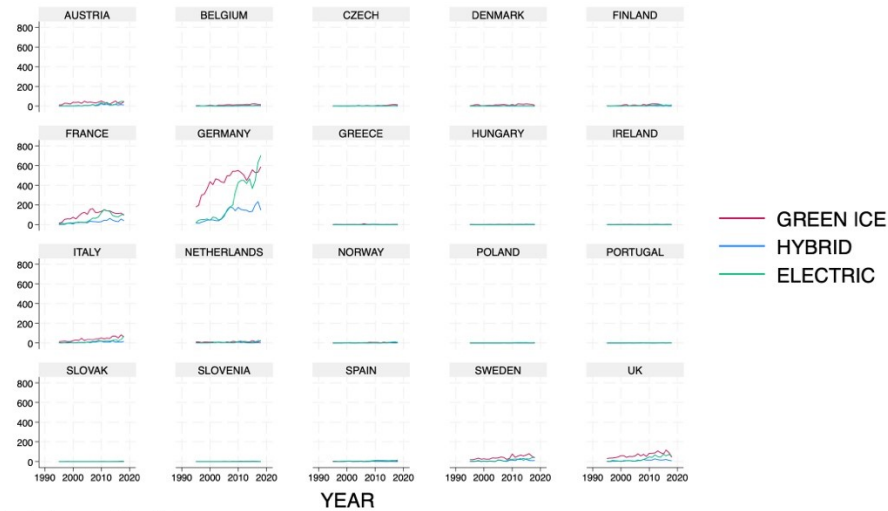 AUSTRIA BELGIUM CZECH DENMARK FINLAND
800
600
400
200
0
FRANCE GERMANY GREECE HUNGARY IRELAND
800
600
400
200
0
ITALY NETHERLANDS NORWAY POLAND PORTUGAL
800
600
400
200
0
SLOVAK SLOVENIA SPAIN SWEDEN UK
800
600
400
200
0
1990 2000 2010 2020 1990 2000 2010 2020 1990 2000 2010 2020 1990 2000 2010 2020 1990 2000 2010 2020
YEAR
GREEN ICE
HYBRID
ELECTRIC